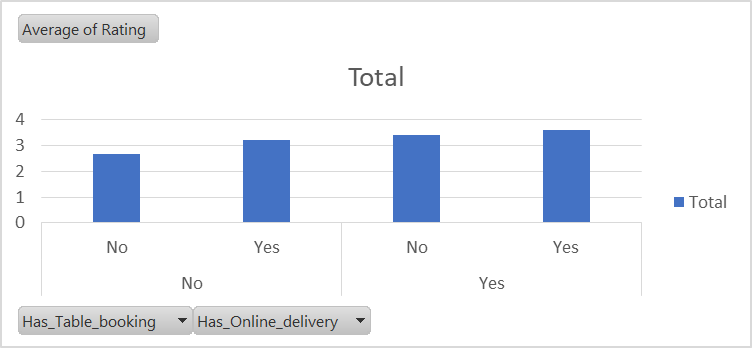 Average of Rating
Total
4
3
2
1
0
Total
No Yes No Yes
No Yes
Has_Table_booking Has_Online_delivery